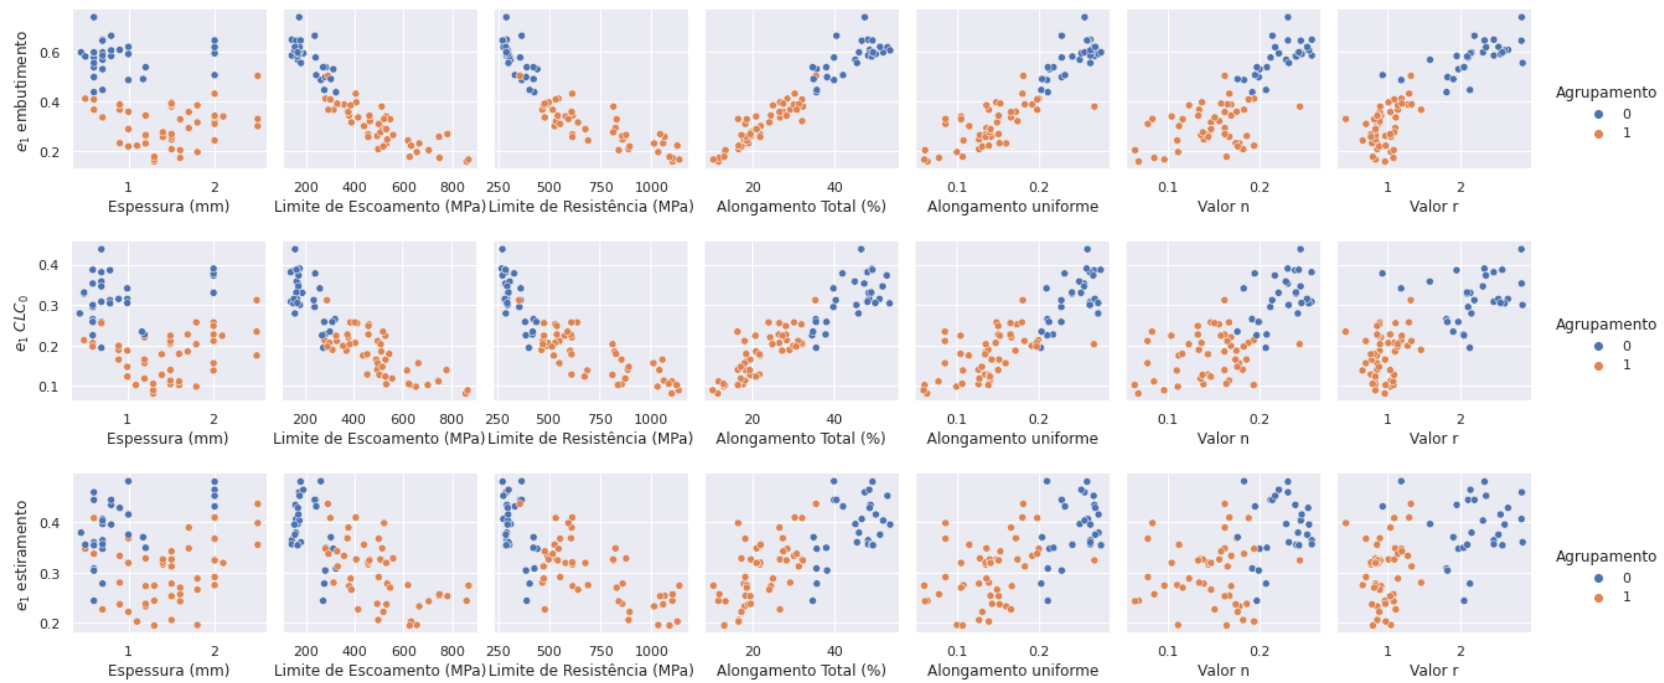 e₁ embutimento
0.6
0.4
0.2
1 2 200 400 600 800 250 500 750 1000 20 40 0.1 0.2 0.1 0.2 1 2
Espessura (mm) Limite de Escoamento (MPa) Limite de Resistência (MPa) Alongamento Total (%) Alongamento uniforme Valor n Valor r
Agrupamento
0
1
e₁ CLC₀
0.4
0.3
0.2
0.1
1 2 200 400 600 800 250 500 750 1000 20 40 0.1 0.2 0.1 0.2 1 2
Espessura (mm) Limite de Escoamento (MPa) Limite de Resistência (MPa) Alongamento Total (%) Alongamento uniforme Valor n Valor r
Agrupamento
0
1
e₁ estiramento
0.4
0.3
0.2
1 2 200 400 600 800 250 500 750 1000 20 40 0.1 0.2 0.1 0.2 1 2
Espessura (mm) Limite de Escoamento (MPa) Limite de Resistência (MPa) Alongamento Total (%) Alongamento uniforme Valor n Valor r
Agrupamento
0
1